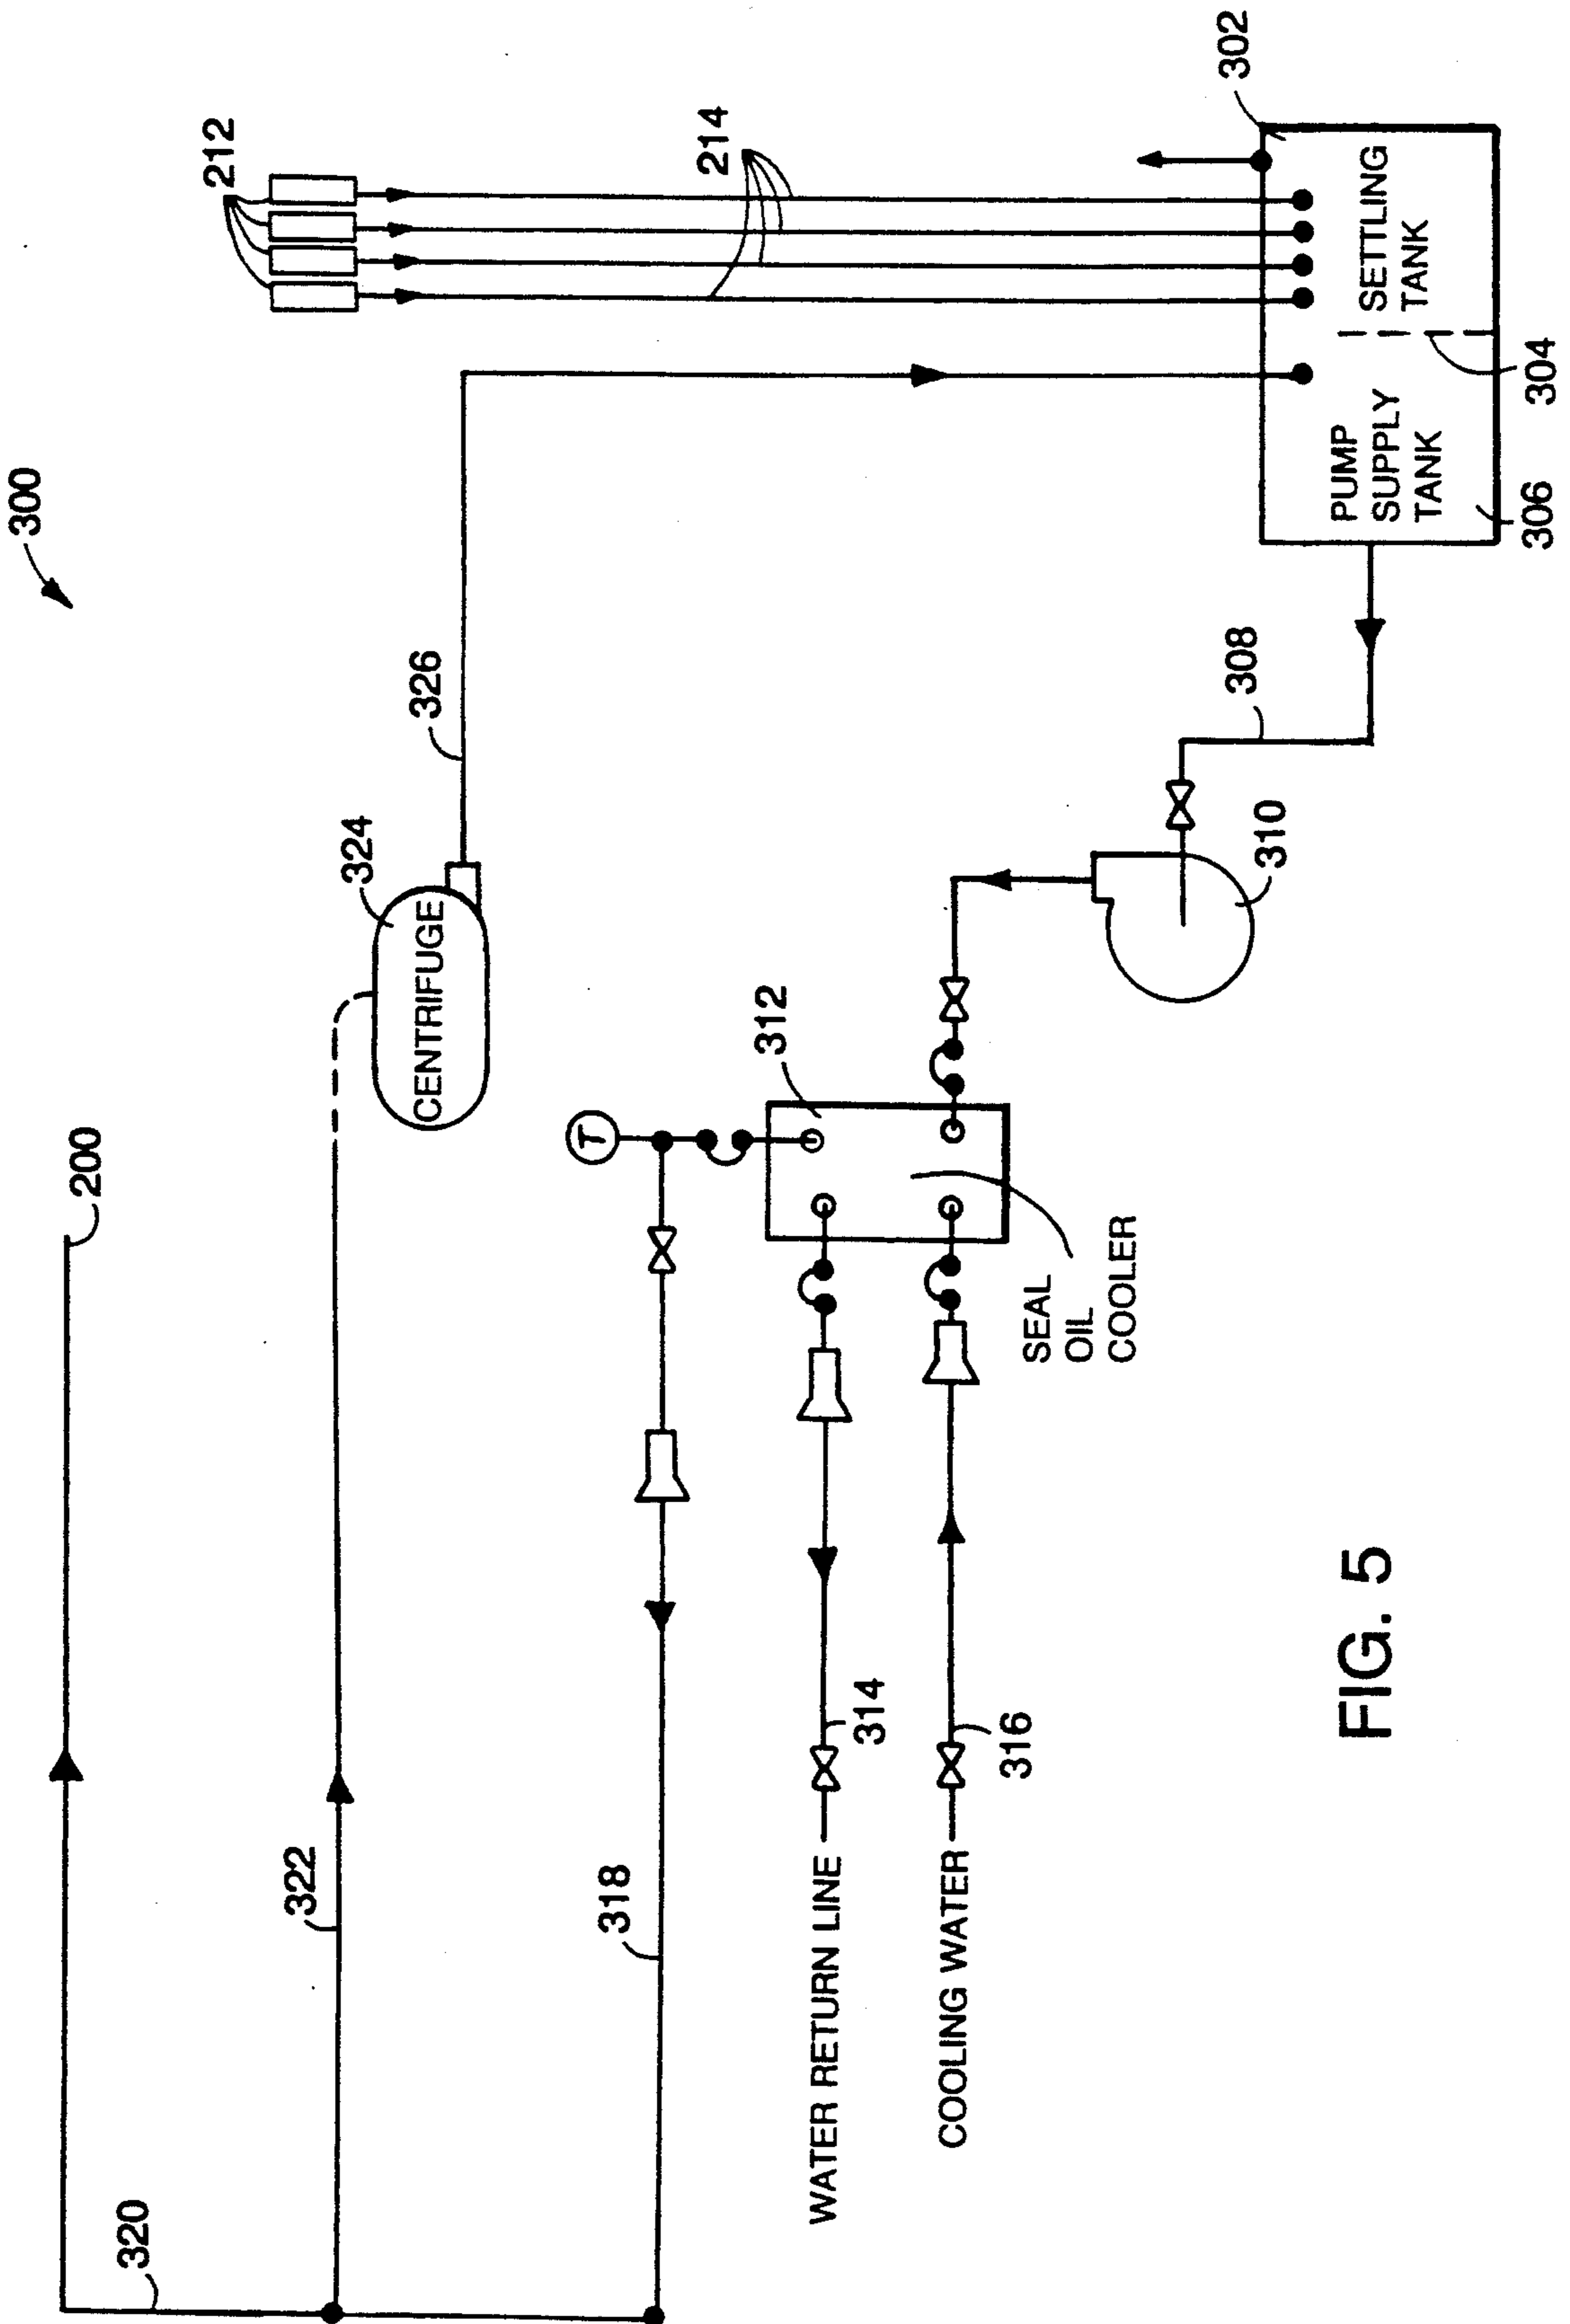 300
212
214
302
SETTLING
TANK
304
PUMP
SUPPLY
TANK
306
308
310
326
324
CENTRIFUGE
200
312
T
SEAL
OIL
COOLER
314
316
WATER RETURN LINE
COOLING WATER
318
322
320
FIG. 5